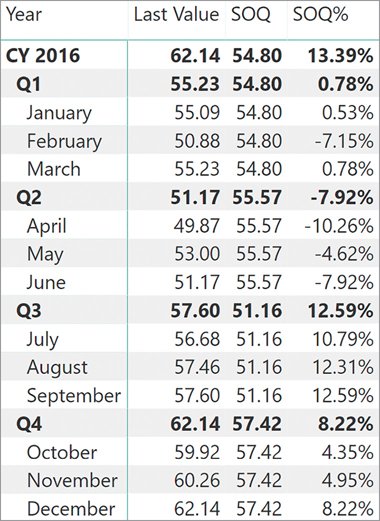 Year Last Value SOQ SOQ%
CY 2016 62.14 54.80 13.39%
Q1 55.23 54.80 0.78%
January 55.09 54.80 0.53%
February 50.88 54.80 -7.15%
March 55.23 54.80 0.78%
Q2 51.17 55.57 -7.92%
April 49.87 55.57 -10.26%
May 53.00 55.57 -4.62%
June 51.17 55.57 -7.92%
Q3 57.60 51.16 12.59%
July 56.68 51.16 10.79%
August 57.46 51.16 12.31%
September 57.60 51.16 12.59%
Q4 62.14 57.42 8.22%
October 59.92 57.42 4.35%
November 60.26 57.42 4.95%
December 62.14 57.42 8.22%